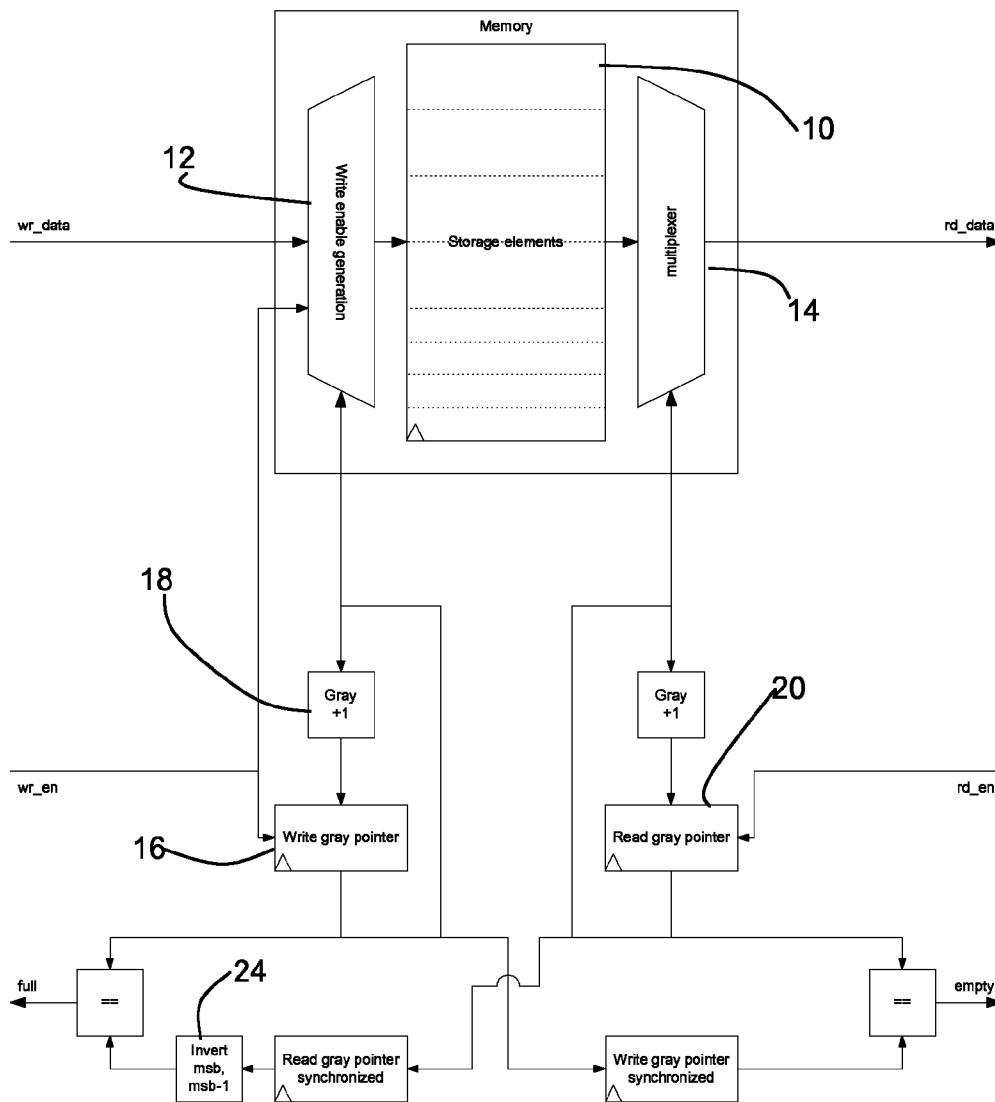 Memory
10
12
Write enable generation
Storage elements
multiplexer
wr_data
rd_data
14
18
Gray
+1
Gray
+1
20
wr_en
rd_en
Write gray pointer
Read gray pointer
16
24
full
==
==
empty
Invert
msb,
msb-1
Read gray pointer
synchronized
Write gray pointer
synchronized